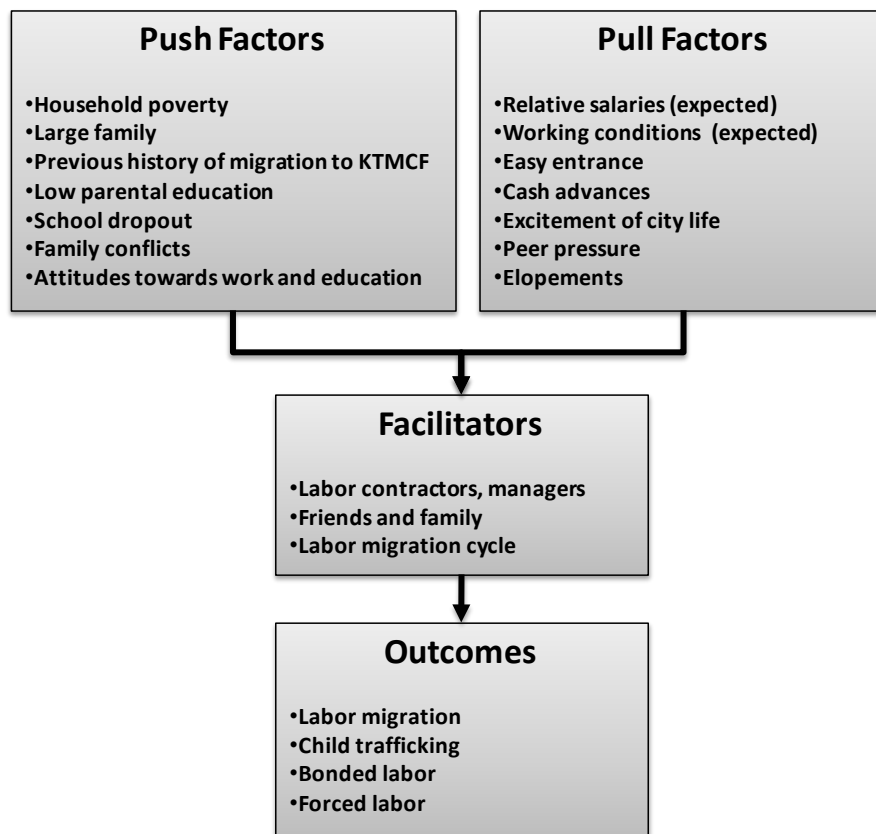 Push Factors
•Household poverty
•Large family
•Previous history of migration to KTMCF
•Low parental education
•School dropout
•Family conflicts
•Attitudes towards work and education
Pull Factors
•Relative salaries (expected)
•Working conditions (expected)
•Easy entrance
•Cash advances
•Excitement of city life
•Peer pressure
•Elopements
Facilitators
•Labor contractors, managers
•Friends and family
•Labor migration cycle
Outcomes
•Labor migration
•Child trafficking
•Bonded labor
•Forced labor